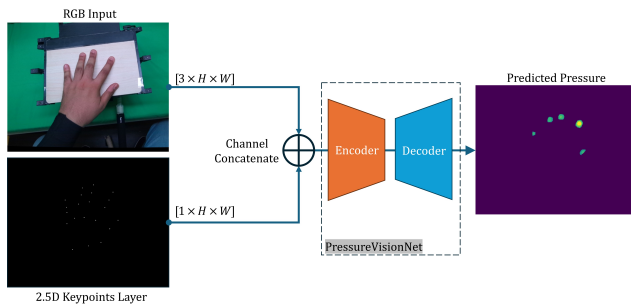 RGB Input
[3 × H × W]
Channel
Concatenate
[1 × H × W]
2.5D Keypoints Layer
Encoder
Decoder
PressureVisionNet
Predicted Pressure